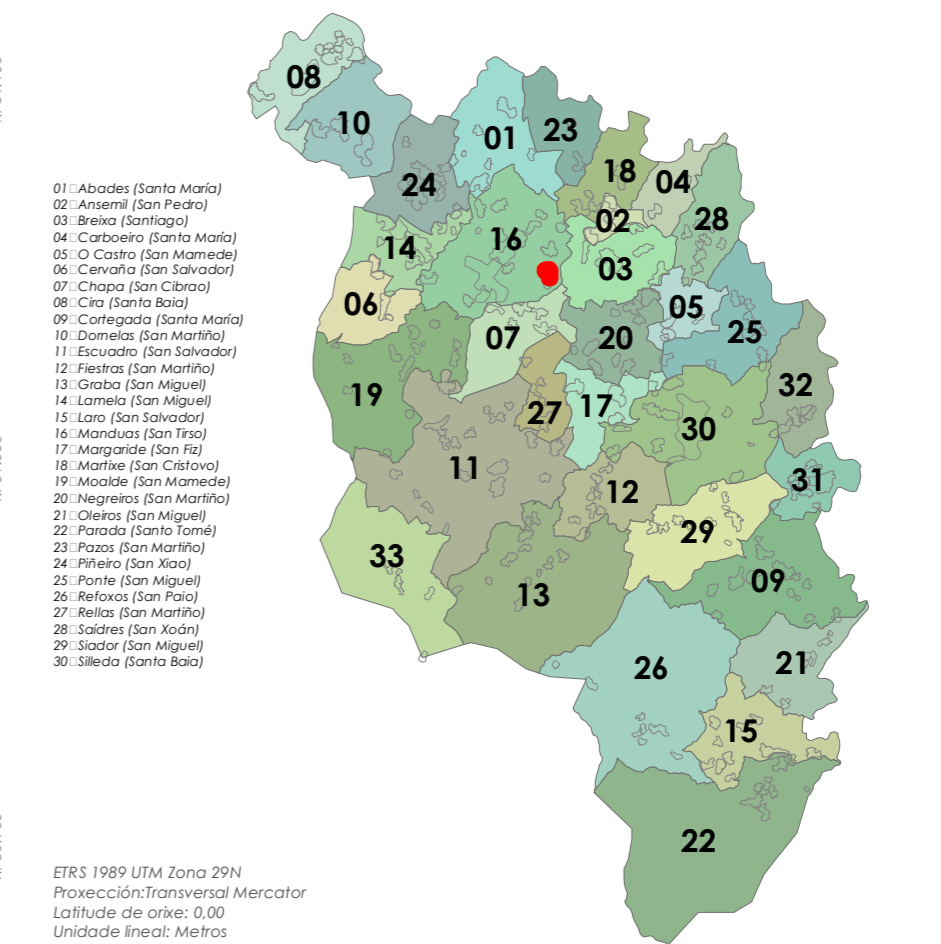 08
10
01
23
18
04
24
02
28
14
16
03
06
05
07
20
25
19
27
17
32
30
11
12
31
29
33
13
09
26
21
15
22
01 Abades (Santa María)
02 Ansemil (San Pedro)
03 Breixa (Santiago)
04 Carboeiro (Santa María)
05 O Castro (San Mamede)
06 Cervaña (San Salvador)
07 Chapa (San Cibrao)
08 Cira (Santa Baia)
09 Cortegada (Santa María)
10 Dornelas (San Martiño)
11 Escuadro (San Salvador)
12 Fiestras (San Martiño)
13 Graba (San Miguel)
14 Lamela (San Miguel)
15 Laro (San Salvador)
16 Manduas (San Tirso)
17 Margaride (San Fiz)
18 Martixe (San Cristovo)
19 Moalde (San Mamede)
20 Negreiros (San Martiño)
21 Oleiros (San Miguel)
22 Parada (Santo Tomé)
23 Pazos (San Martiño)
24 Piñeiro (San Xiao)
25 Ponte (San Miguel)
26 Refoxos (San Paio)
27 Rellas (San Martiño)
28 Saídres (San Xoán)
29 Siador (San Miguel)
30 Silleda (Santa Baia)
ETRS 1989 UTM Zona 29N
Proxección:Transversal Mercator
Latitude de orixe: 0,00
Unidade lineal: Metros